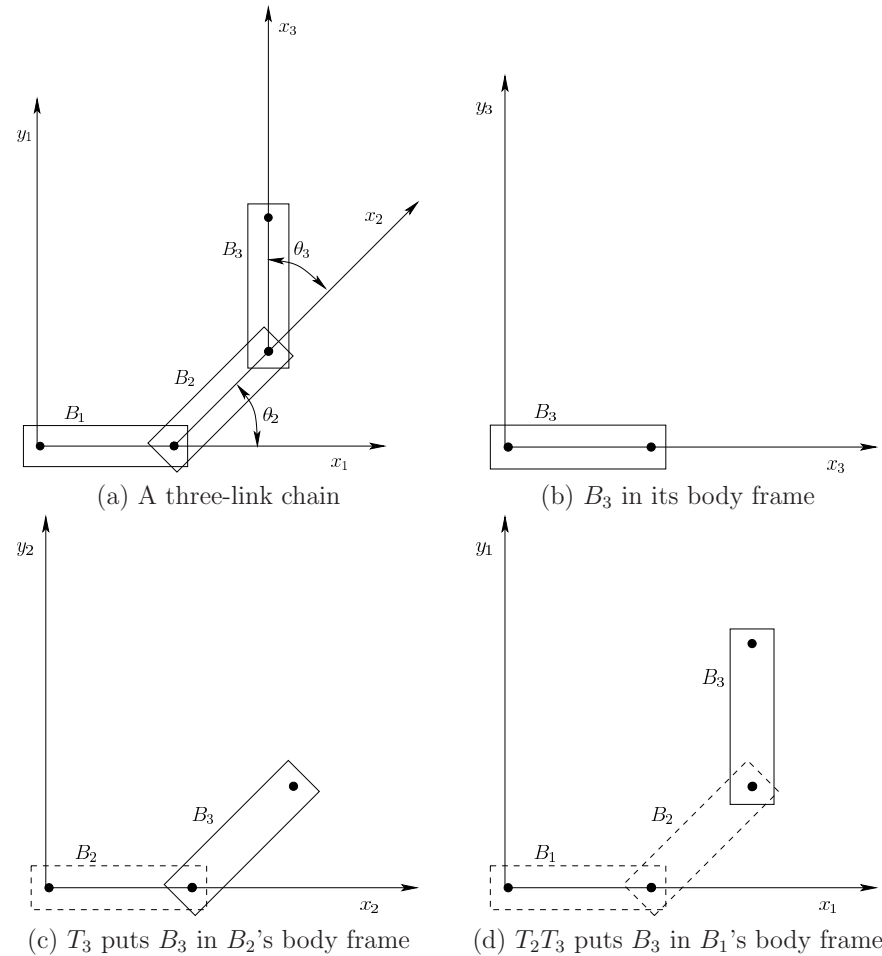 x₃
y₁
x₂
B₃
θ₃
B₂
B₁
θ₂
x₁
(a) A three-link chain
y₃
B₃
x₃
(b) B₃ in its body frame
y₂
B₃
B₂
x₂
(c) T₃ puts B₃ in B₂'s body frame
y₁
B₃
B₂
B₁
x₁
(d) T₂T₃ puts B₃ in B₁'s body frame